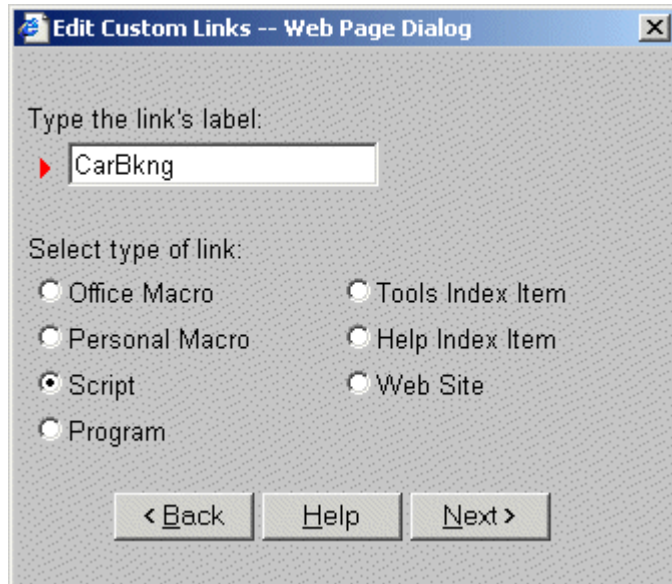 Edit Custom Links -- Web Page Dialog
Type the link's label:
CarBkng
Select type of link:
Office Macro
Tools Index Item
Personal Macro
Help Index Item
Script
Web Site
Program
< Back
Help
Next >